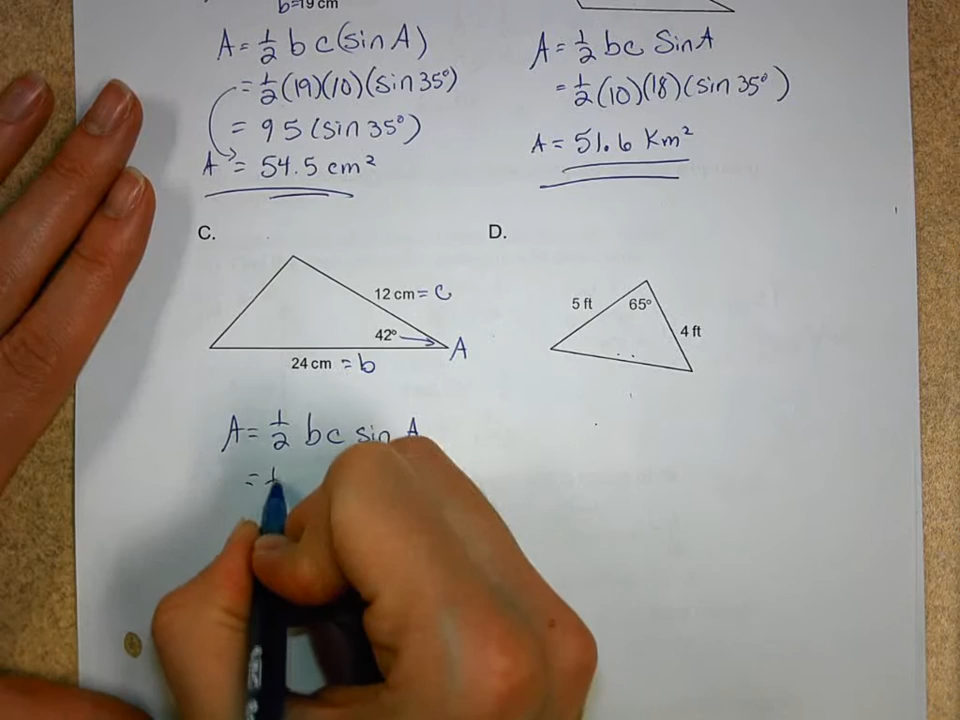 b=19 cm
A = 1/2 b c (sin A)
= 1/2 (19)(10)(sin 35°)
= 95 (sin 35°)
A = 54.5 cm²
A = 1/2 bc Sin A
= 1/2 (10)(18)(sin 35°)
A = 51.6 Km²
C.
12 cm = c
42°
A
24 cm = b
A = 1/2 bc sin A
= 1
D.
5 ft
65°
4 ft